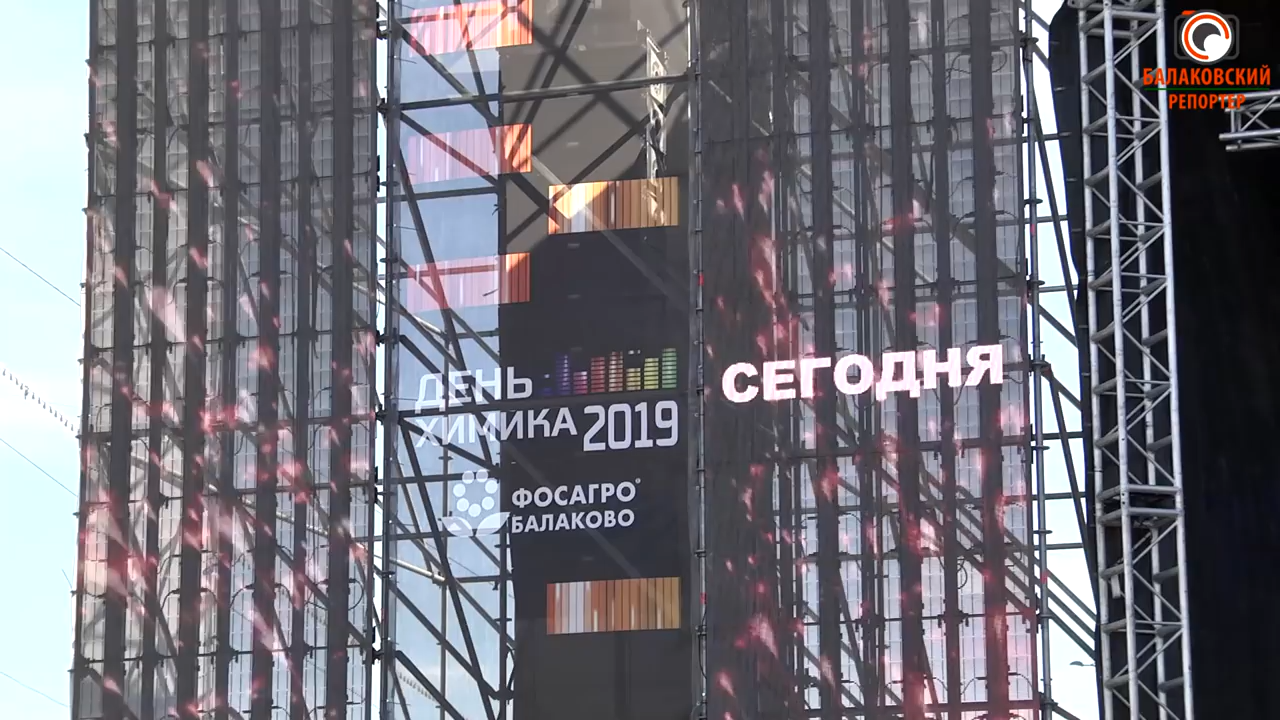 БАЛАКОВСКИЙ
РЕПОРТЕР
ДЕНЬ
ХИМИКА 2019
СЕГОДНЯ
ФОСАГРО®
БАЛАКОВО